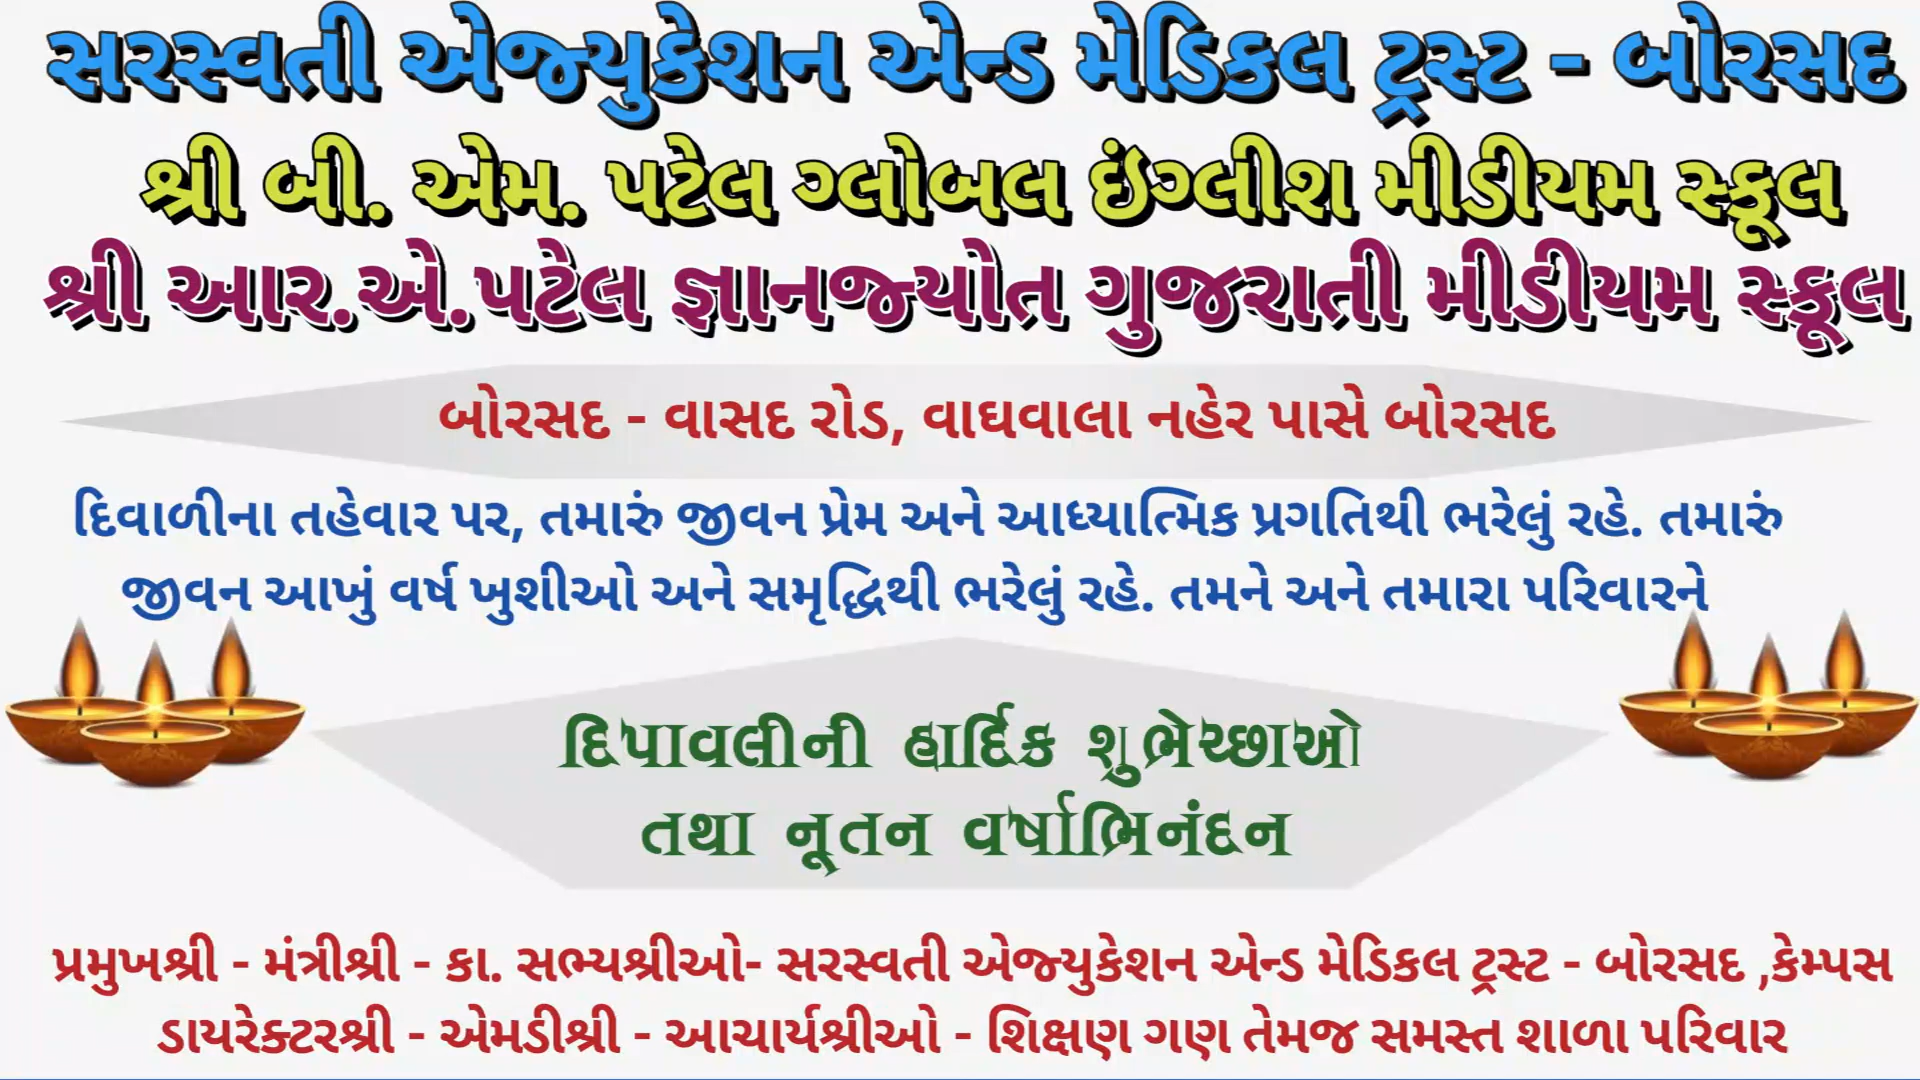 સરસ્વતી એજ્યુકેશન એન્ડ મેડિકલ ટ્રસ્ટ - બોરસદ
શ્રી બી. એમ. પટેલ ગ્લોબલ ઇંગ્લીશ મીડીયમ સ્કૂલ
શ્રી આર.એ.પટેલ જ્ઞાનજ્યોત ગુજરાતી મીડીયમ સ્કૂલ
બોરસદ - વાસદ રોડ, વાઘવાલા નહેર પાસે બોરસદ
દિવાળીના તહેવાર પર, તમારું જીવન પ્રેમ અને આધ્યાત્મિક પ્રગતિથી ભરેલું રહે. તમારું
જીવન આખું વર્ષ ખુશીઓ અને સમૃદ્ધિથી ભરેલું રહે. તમને અને તમારા પરિવારને
દિપાવલીની હાર્દિક શુભેચ્છાઓ
તથા નૂતન વર્ષાભિનંદન
પ્રમુખશ્રી - મંત્રીશ્રી - કા. સભ્યશ્રીઓ- સરસ્વતી એજ્યુકેશન એન્ડ મેડિકલ ટ્રસ્ટ - બોરસદ ,કેમ્પસ
ડાયરેક્ટરશ્રી - એમડીશ્રી - આચાર્યશ્રીઓ - શિક્ષણ ગણ તેમજ સમસ્ત શાળા પરિવાર